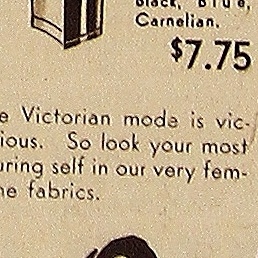 Black, Blue,
Carnelian.
$7.75
e Victorian mode is vic-
ious. So look your most
uring self in our very fem-
ne fabrics.